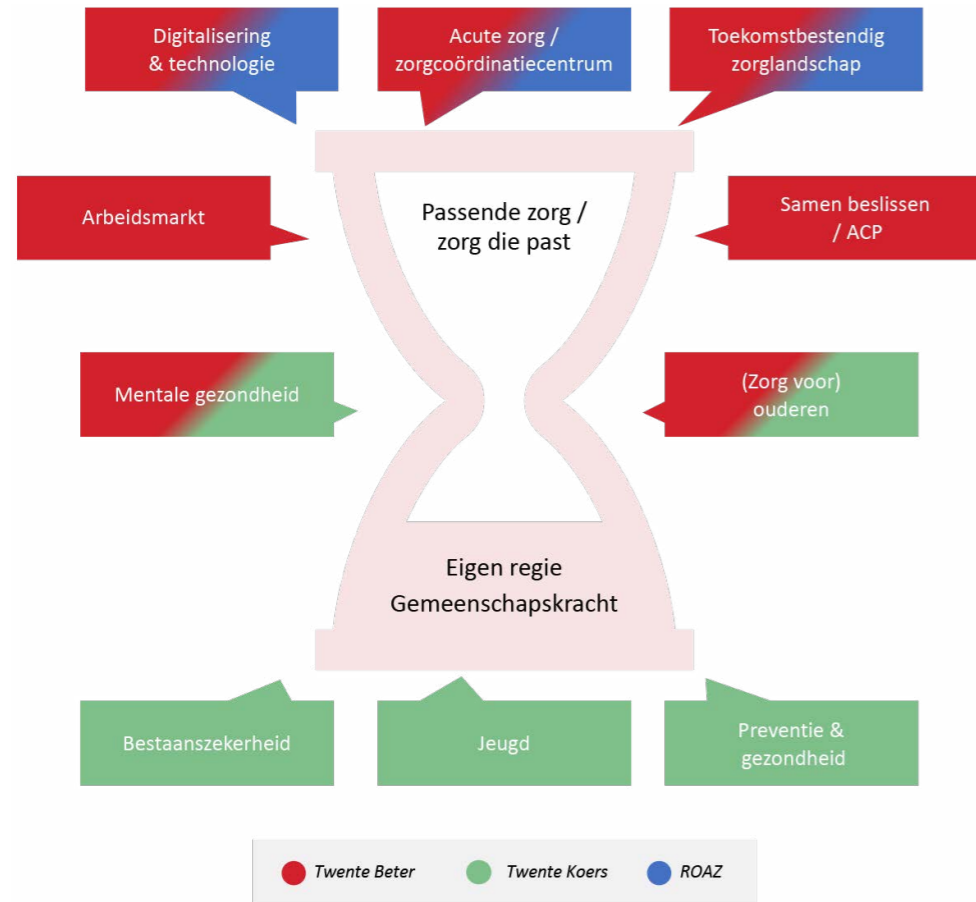 Digitalisering
& technologie
Acute zorg /
zorgcoördinatiecentrum
Toekomstbestendig
zorglandschap
Arbeidsmarkt
Passende zorg /
zorg die past
Samen beslissen
/ ACP
Mentale gezondheid
(Zorg voor)
ouderen
Eigen regie
Gemeenschapskracht
Bestaanszekerheid
Jeugd
Preventie &
gezondheid
Twente Beter
Twente Koers
ROAZ